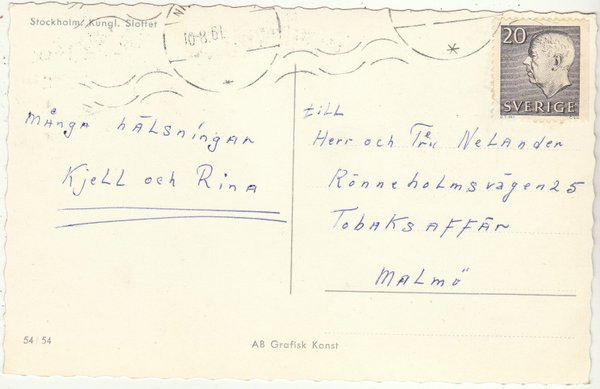 Stockholm. Kungl. Slottet
10-8.61
20
SVERIGE
många hälsningar
Kjell och Rina
till
Herr och Fru Nelander
Rönneholmsvägen 25
Tobaksaffär
Malmö
54/54
AB Grafisk Konst